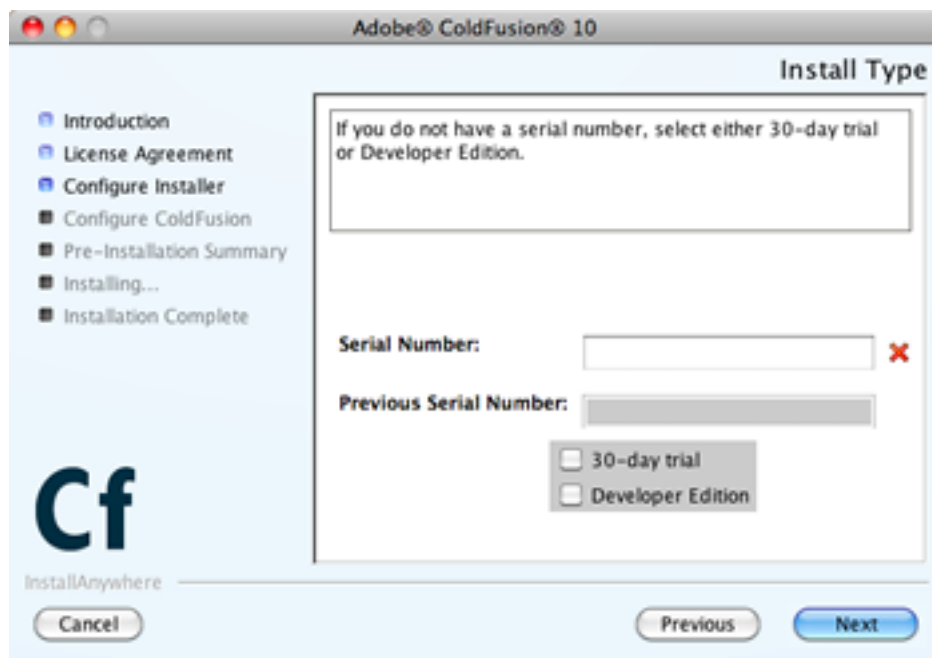 Adobe® ColdFusion® 10
Install Type
Introduction
License Agreement
Configure Installer
Configure ColdFusion
Pre-Installation Summary
Installing...
Installation Complete
If you do not have a serial number, select either 30-day trial
or Developer Edition.
Serial Number:
Previous Serial Number:
30-day trial
Developer Edition
Cf
InstallAnywhere
Cancel
Previous
Next